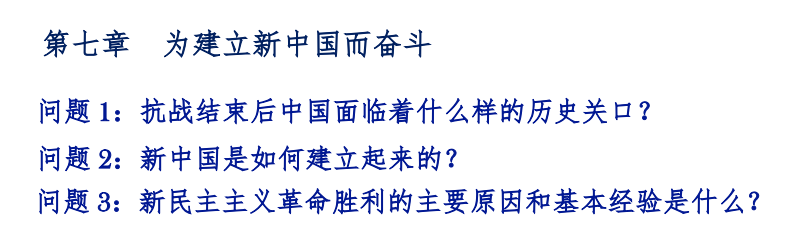 第七章　为建立新中国而奋斗
问题 1：抗战结束后中国面临着什么样的历史关口？
问题 2：新中国是如何建立起来的？
问题 3：新民主主义革命胜利的主要原因和基本经验是什么？